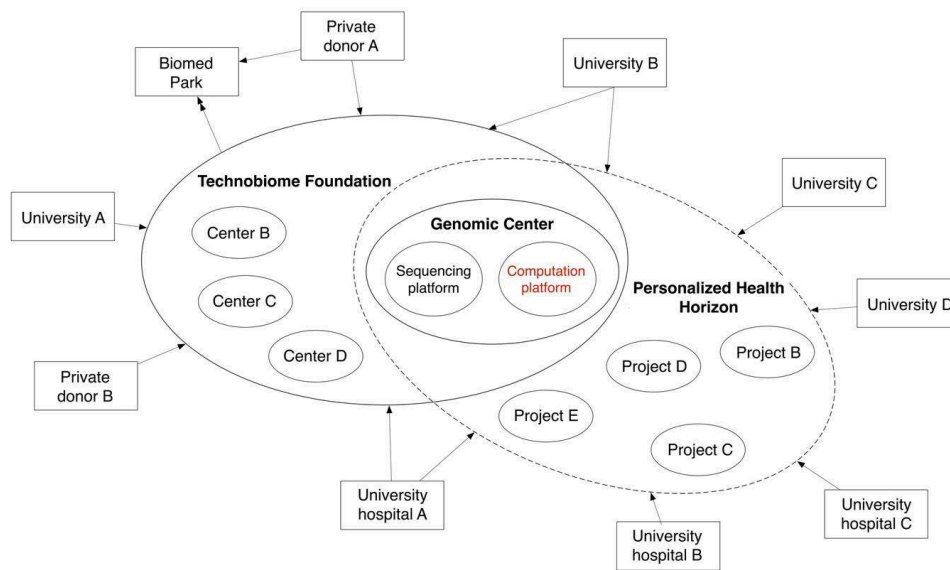 Private
donor A
Biomed
Park
University B
Technobiome Foundation
University C
University A
Center B
Genomic Center
Sequencing
platform
Computation
platform
Center C
Personalized Health
Horizon
University D
Center D
Project D
Project B
Private
donor B
Project E
Project C
University
hospital A
University
hospital B
University
hospital C